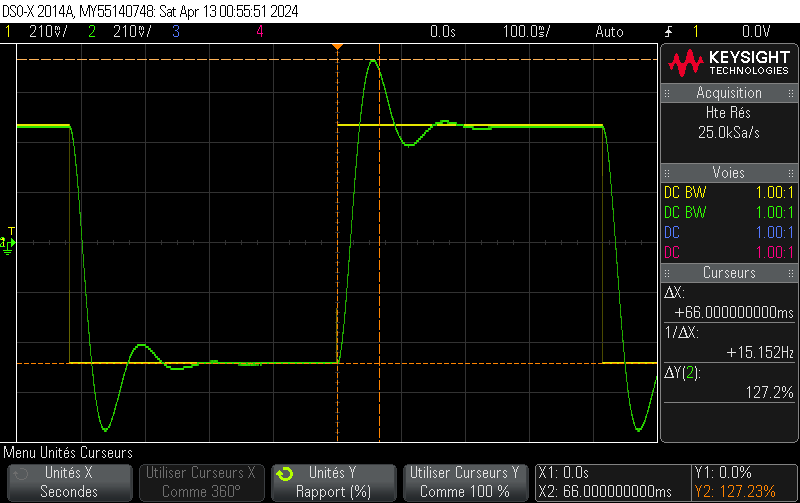 DSO-X 2014A, MY55140748: Sat Apr 13 00:55:51 2024
1 210mV/ 2 210mV/ 3 4 0.0s 100.0ms/ Auto 1 0.0V
KEYSIGHT
TECHNOLOGIES
Acquisition
Hte Rés
25.0kSa/s
Voies
DC BW 1.00:1
DC BW 1.00:1
DC 1.00:1
DC 1.00:1
Curseurs
ΔX:
+66.000000000ms
1/ΔX:
+15.152Hz
ΔY(2):
127.2%
T
2
Menu Unités Curseurs
Unités X
Secondes
Utiliser Curseurs X
Comme 360°
Unités Y
Rapport (%)
Utiliser Curseurs Y
Comme 100 %
X1: 0.0s
X2: 66.000000000ms
Y1: 0.0%
Y2: 127.23%